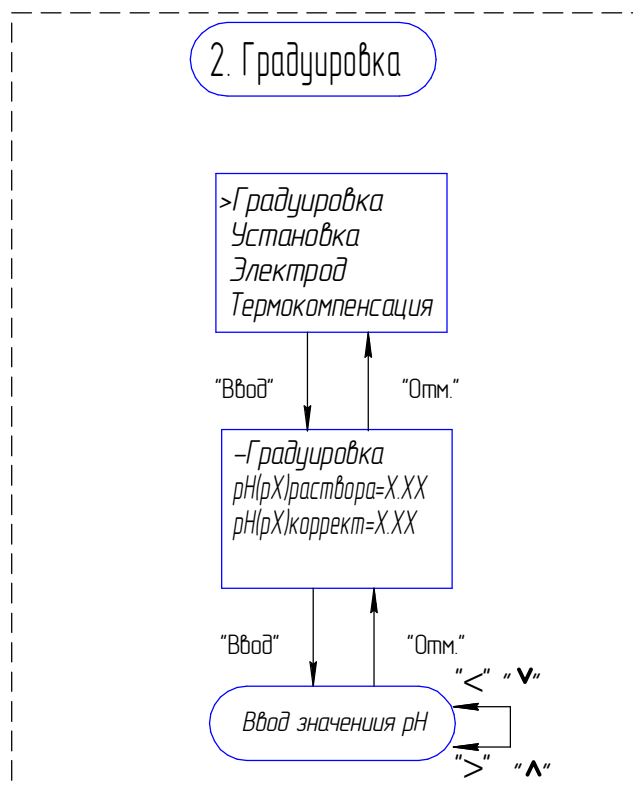 2. Градуировка
>Градуировка
Установка
Электрод
Термокомпенсация
"Ввод" "Отм."
–Градуировка
pH(pX)раствора=X.XX
pH(pX)коррект=X.XX
"Ввод" "Отм."
"<" "∨"
Ввод значениия pH
">" "∧"